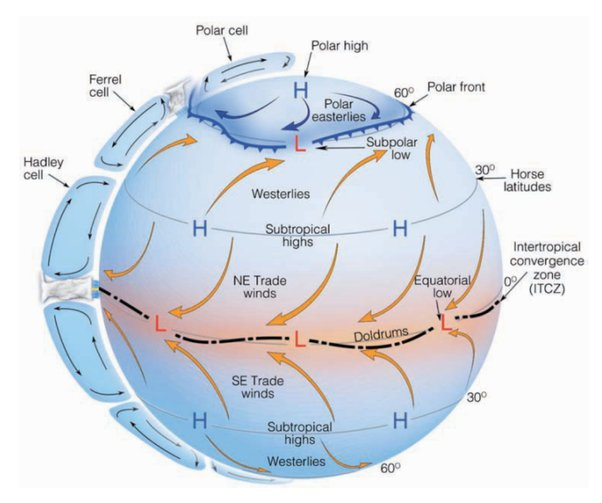 Polar cell
Polar high
H
60°
Polar front
Ferrel
cell
Polar
easterlies
L
Subpolar
low
Hadley
cell
30°
Horse
latitudes
Westerlies
H
Subtropical
highs
H
Intertropical
convergence
zone
(ITCZ)
0°
NE Trade
winds
Equatorial
low
L
L
L
Doldrums
SE Trade
winds
30°
H
Subtropical
highs
H
Westerlies
60°